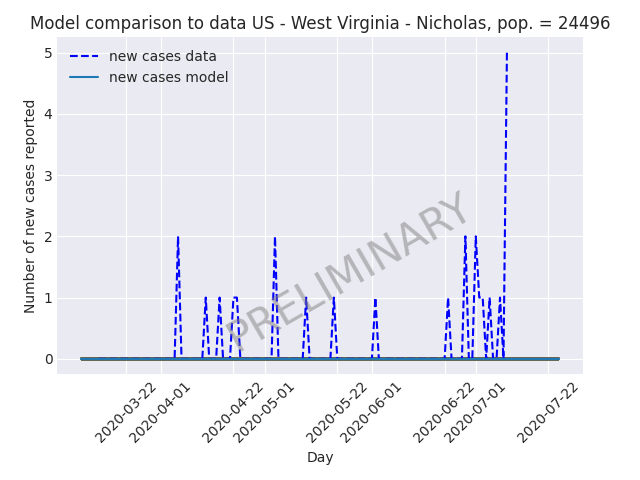 Model comparison to data US - West Virginia - Nicholas, pop. = 24496
new cases data
new cases model
Number of new cases reported
5
4
3
2
1
0
PRELIMINARY
2020-03-22
2020-04-01
2020-04-22
2020-05-01
2020-05-22
2020-06-01
2020-06-22
2020-07-01
2020-07-22
Day